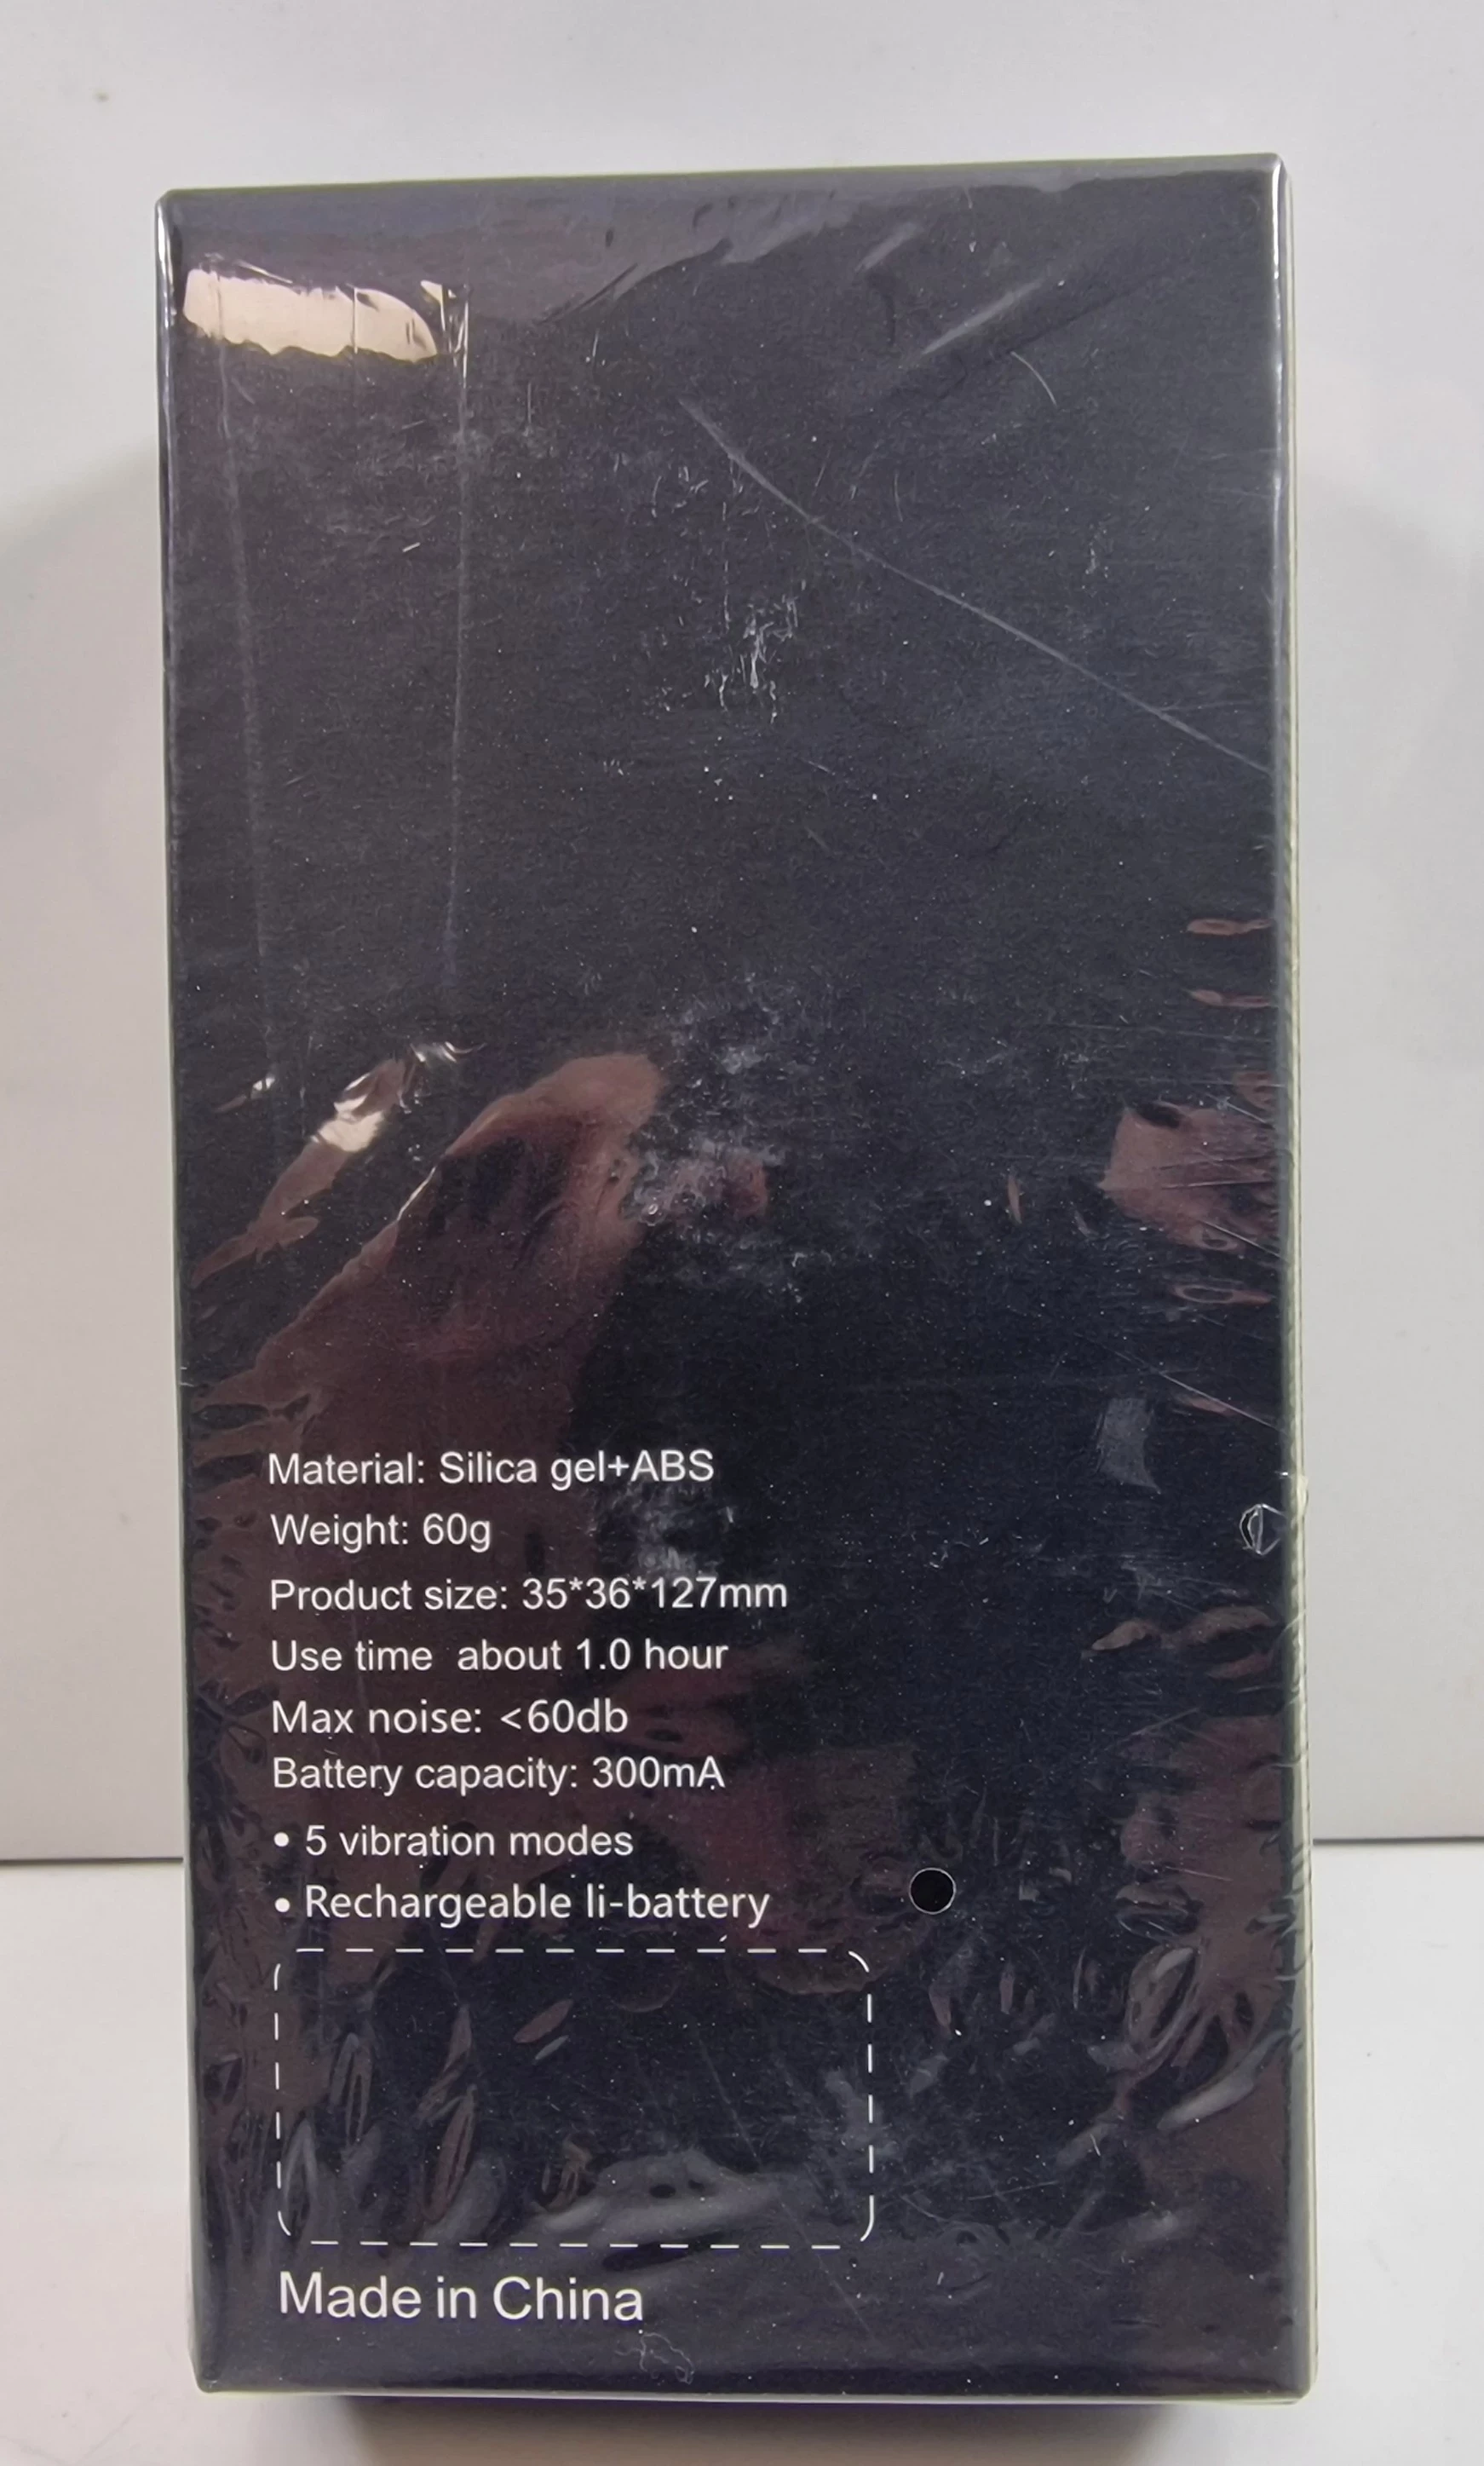 Material: Silica gel+ABS
Weight: 60g
Product size: 35*36*127mm
Use time  about 1.0 hour
Max noise: <60db
Battery capacity: 300mA
• 5 vibration modes
• Rechargeable li-battery
Made in China